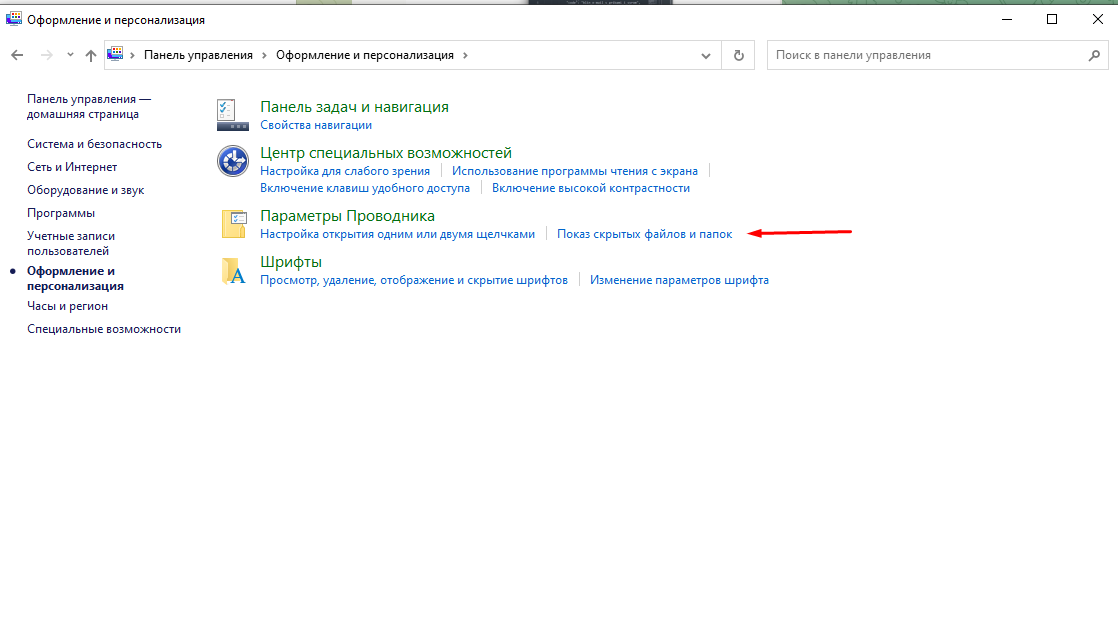 Оформление и персонализация
Панель управления
Оформление и персонализация
Поиск в панели управления
Панель управления —
домашняя страница
Система и безопасность
Сеть и Интернет
Оборудование и звук
Программы
Учетные записи
пользователей
Оформление и
персонализация
Часы и регион
Специальные возможности
Панель задач и навигация
Свойства навигации
Центр специальных возможностей
Настройка для слабого зрения
Использование программы чтения с экрана
Включение клавиш удобного доступа
Включение высокой контрастности
Параметры Проводника
Настройка открытия одним или двумя щелчками
Показ скрытых файлов и папок
Шрифты
Просмотр, удаление, отображение и скрытие шрифтов
Изменение параметров шрифта